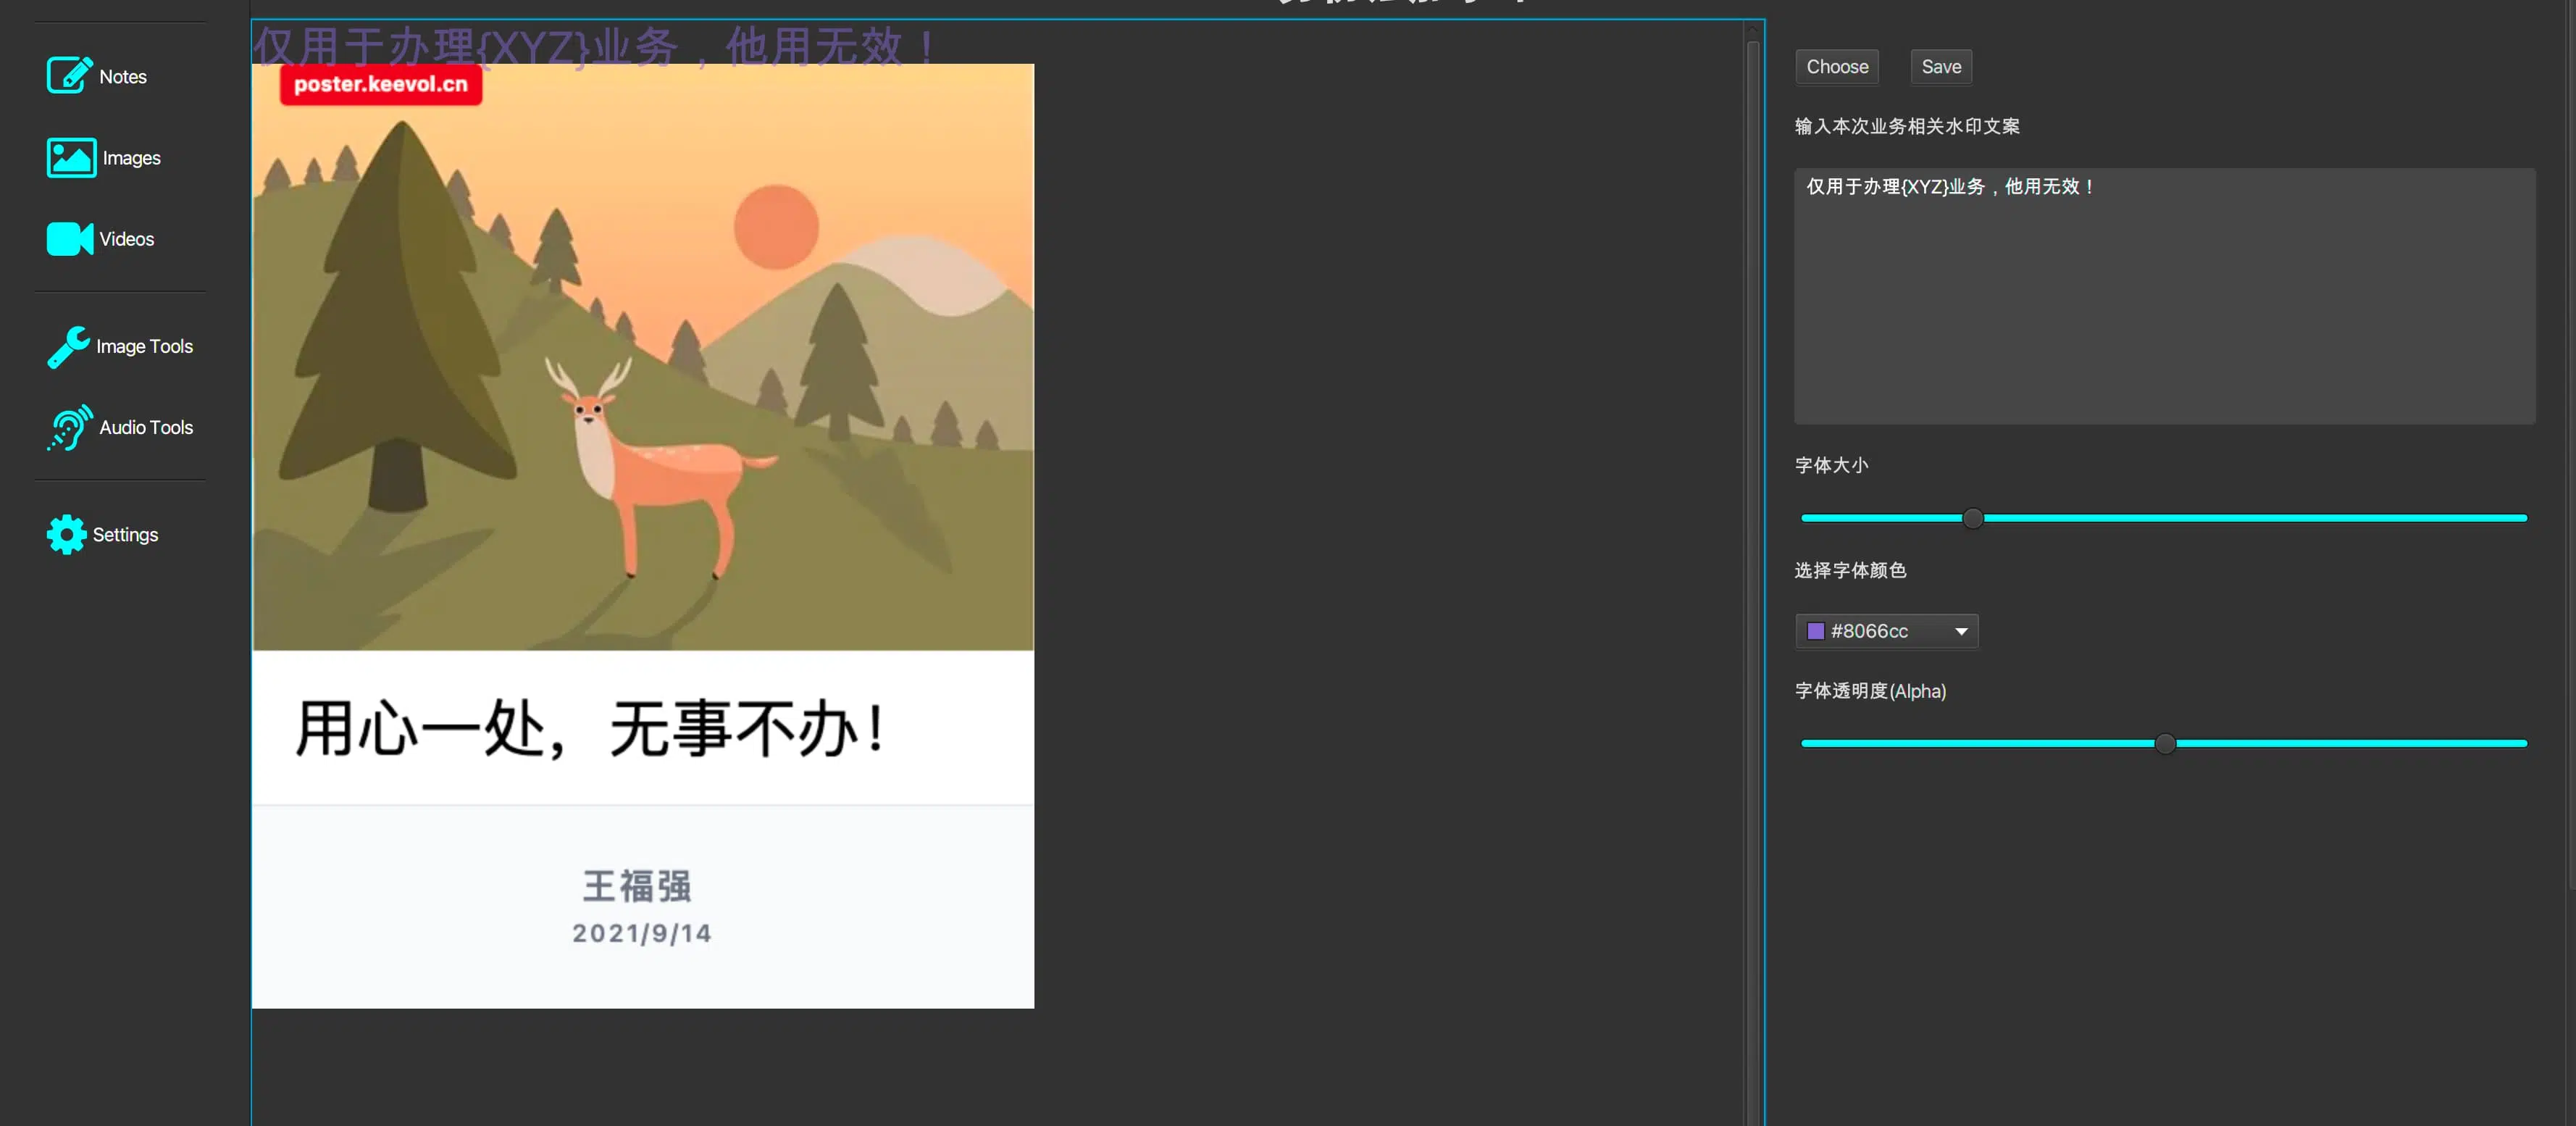 Notes
Images
Videos
Image Tools
Audio Tools
Settings
仅用于办理{XYZ}业务，他用无效！
poster.keevol.cn
用心一处，无事不办！
王福强
2021/9/14
Choose
Save
输入本次业务相关水印文案
仅用于办理{XYZ}业务，他用无效！
字体大小
选择字体颜色
#8066cc
字体透明度(Alpha)